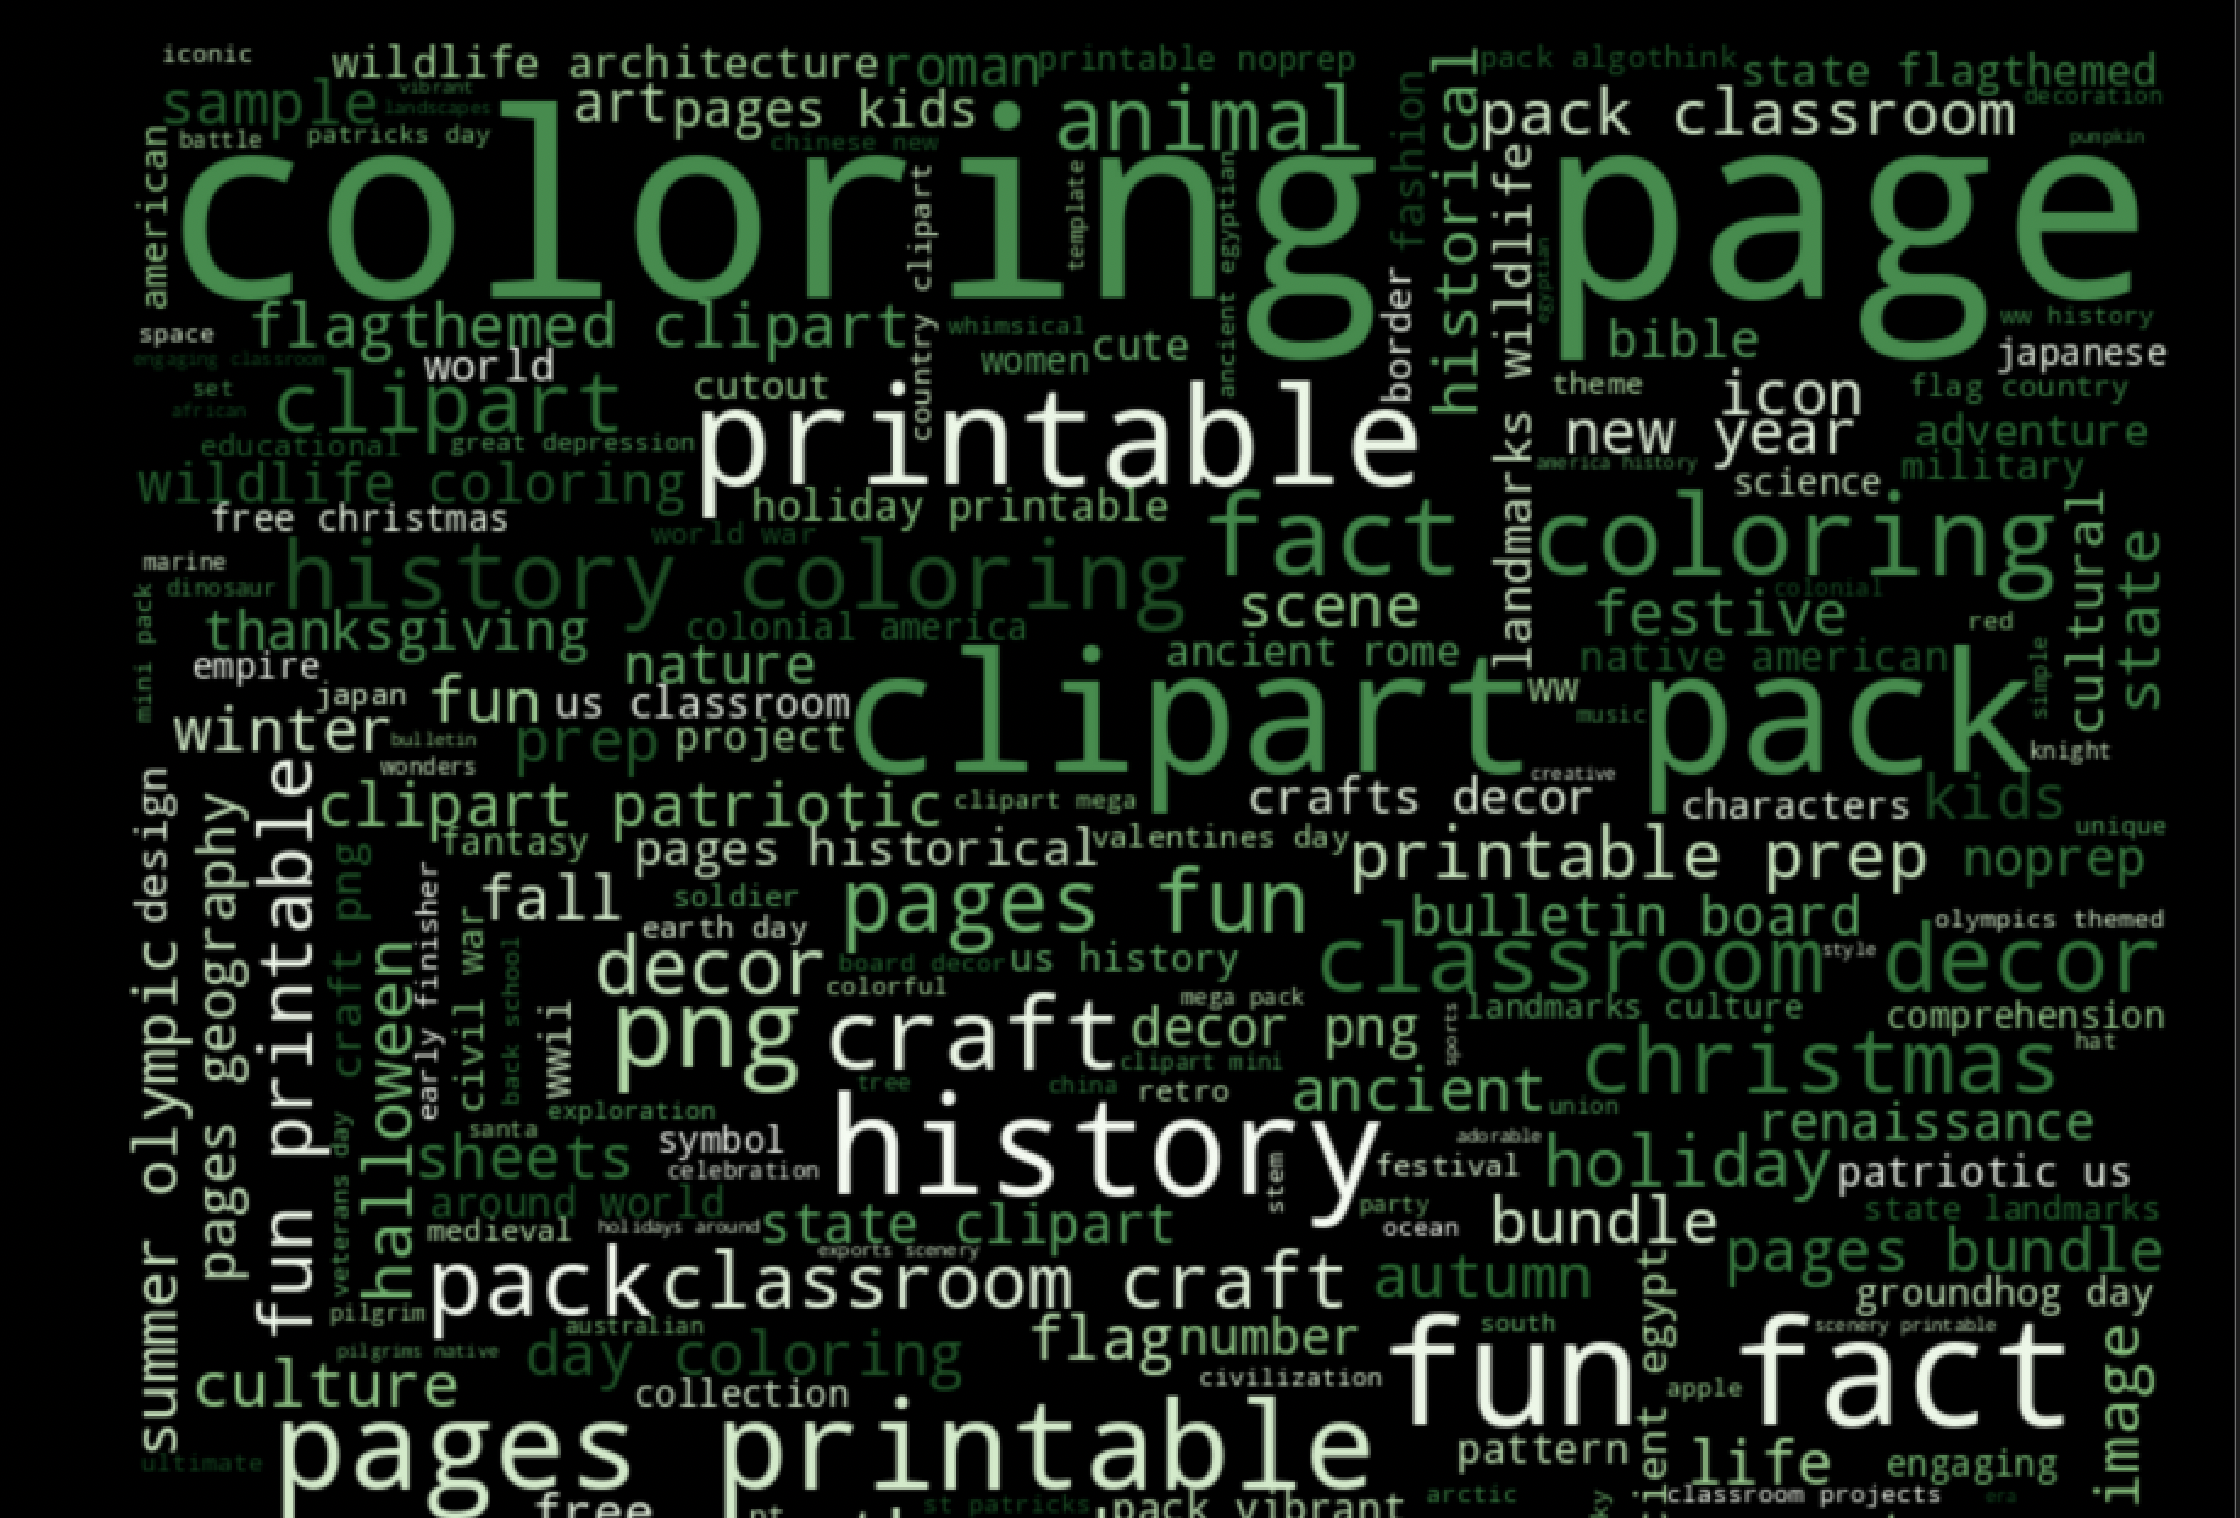 iconic
wildlife architecture
roman
printable noprep
pack algothink
state flagthemed
sample
vibrant
landscapes
art
pages kids
animal
historical
pack classroom
decoration
battle
patricks day
chinese new
fashion
pumpkin
american
coloring
page
country clipart
template
ancient egyptian
egyptian
landmarks wildlife
border
space
flagthemed clipart
whimsical
bible
ww history
engaging classroom
world
women
cute
japanese
set
clipart
cutout
printable
theme
icon
flag country
african
educational
great depression
new year
adventure
america history
military
wildlife coloring
science
free christmas
holiday printable
fact coloring
world war
history coloring
cultural
state
marine
dinosaur
colonial
mini pack
thanksgiving
colonial america
scene
festive
red
empire
nature
ancient rome
native american
simple
japan
fun
us classroom
clipart pack
ww
music
winter
bulletin
prep
project
knight
wonders
creative
design
clipart patriotic
clipart mega
crafts decor
characters
kids
fantasy
pages historical
valentines day
printable prep
unique
noprep
pages geography
fun printable
craft png
early finisher
fall
soldier
pages fun
bulletin board
olympics themed
earth day
civil war
back school
decor
board decor
us history
classroom decor
style
colorful
halloween
wwii
png
craft
mega pack
decor png
sports
landmarks culture
comprehension
summer olympic
clipart mini
christmas
hat
tree
china
retro
ancient
union
exploration
history
renaissance
santa
symbol
adorable
veterans day
sheets
celebration
stem
festival
holiday
patriotic us
around world
party
state landmarks
medieval
holidays around
state clipart
ocean
bundle
exports scenery
pages bundle
pack
classroom craft
autumn
groundhog day
pilgrim
australian
flag
number
south
scenery printable
pilgrims native
day coloring
fun fact
culture
collection
civilization
apple
image
pages printable
pattern
ultimate
life
engaging
free
st patricks
pack vibrant
arctic
classroom projects
era